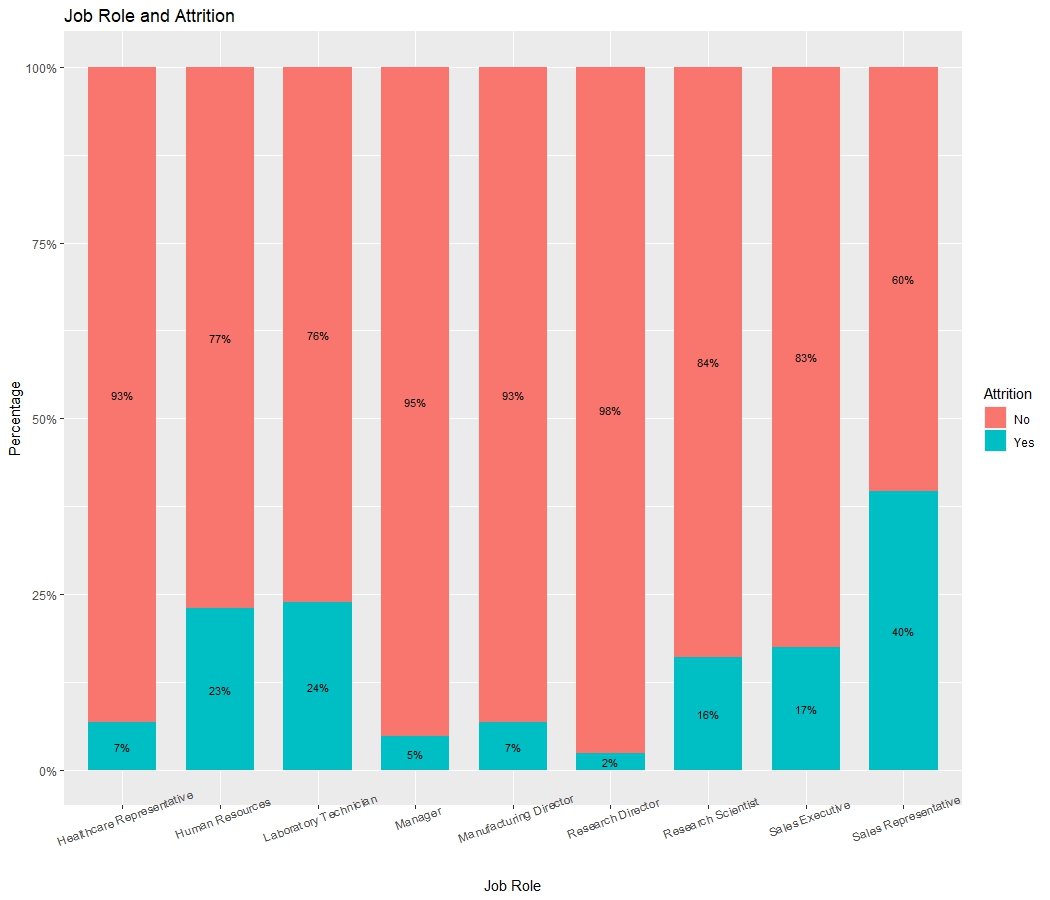 Job Role and Attrition
Percentage
100%
75%
50%
25%
0%
93%
77%
76%
95%
93%
98%
84%
83%
60%
7%
23%
24%
5%
7%
2%
16%
17%
40%
Healthcare Representative
Human Resources
Laboratory Technician
Manager
Manufacturing Director
Research Director
Research Scientist
Sales Executive
Sales Representative
Job Role
Attrition
No
Yes